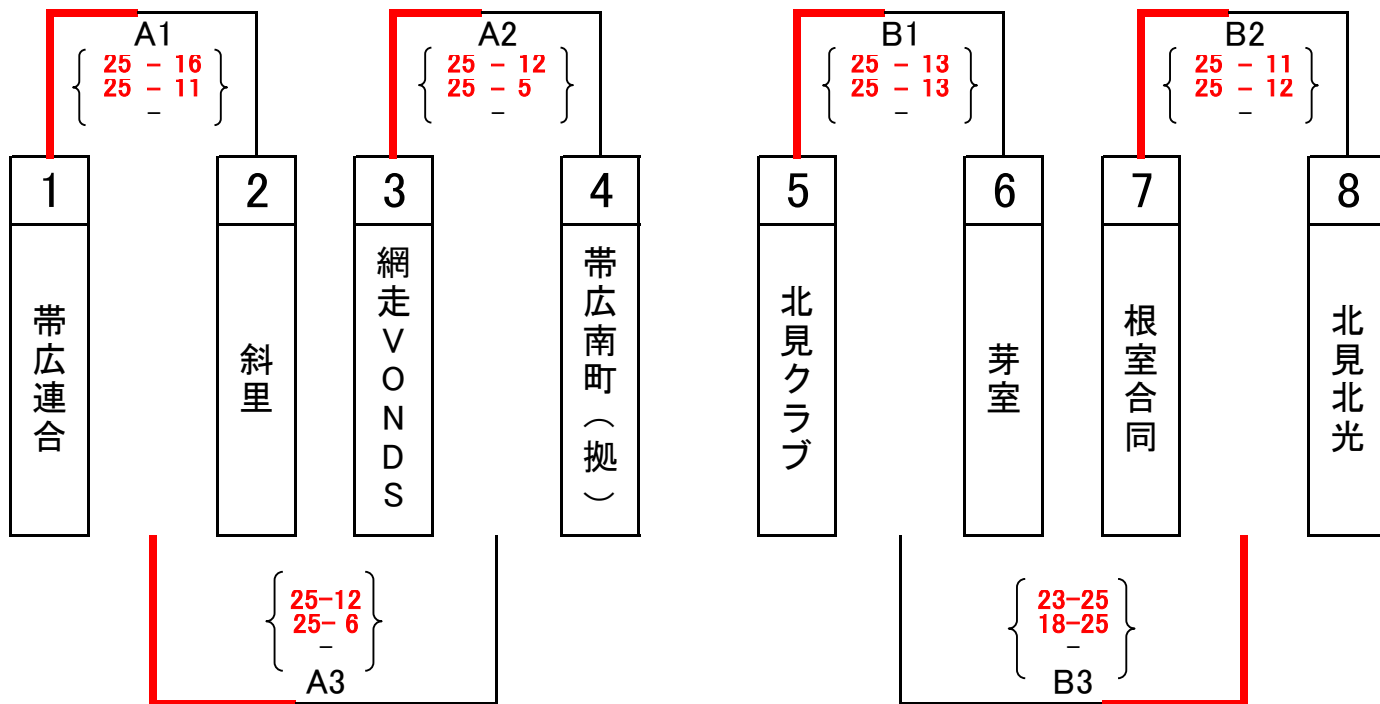 A1
25 - 16
25 - 11
-
A2
25 - 12
25 - 5
-
B1
25 - 13
25 - 13
-
B2
25 - 11
25 - 12
-
1
2
3
4
5
6
7
8
帯広連合
斜里
網走VONDS
帯広南町(拠)
北見クラブ
芽室
根室合同
北見北光
25-12
25- 6
-
A3
23-25
18-25
-
B3